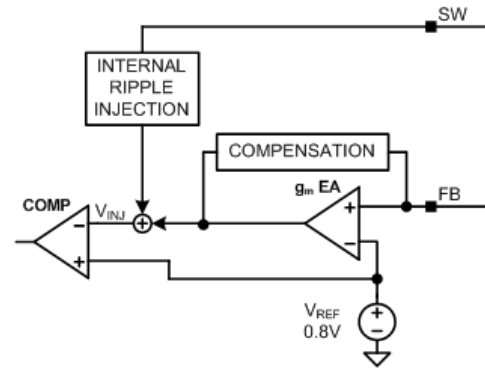 SW
INTERNAL
RIPPLE
INJECTION
COMPENSATION
gm EA
COMP
VINJ
FB
+
−
+
−
+
VREF
0.8V
+
−